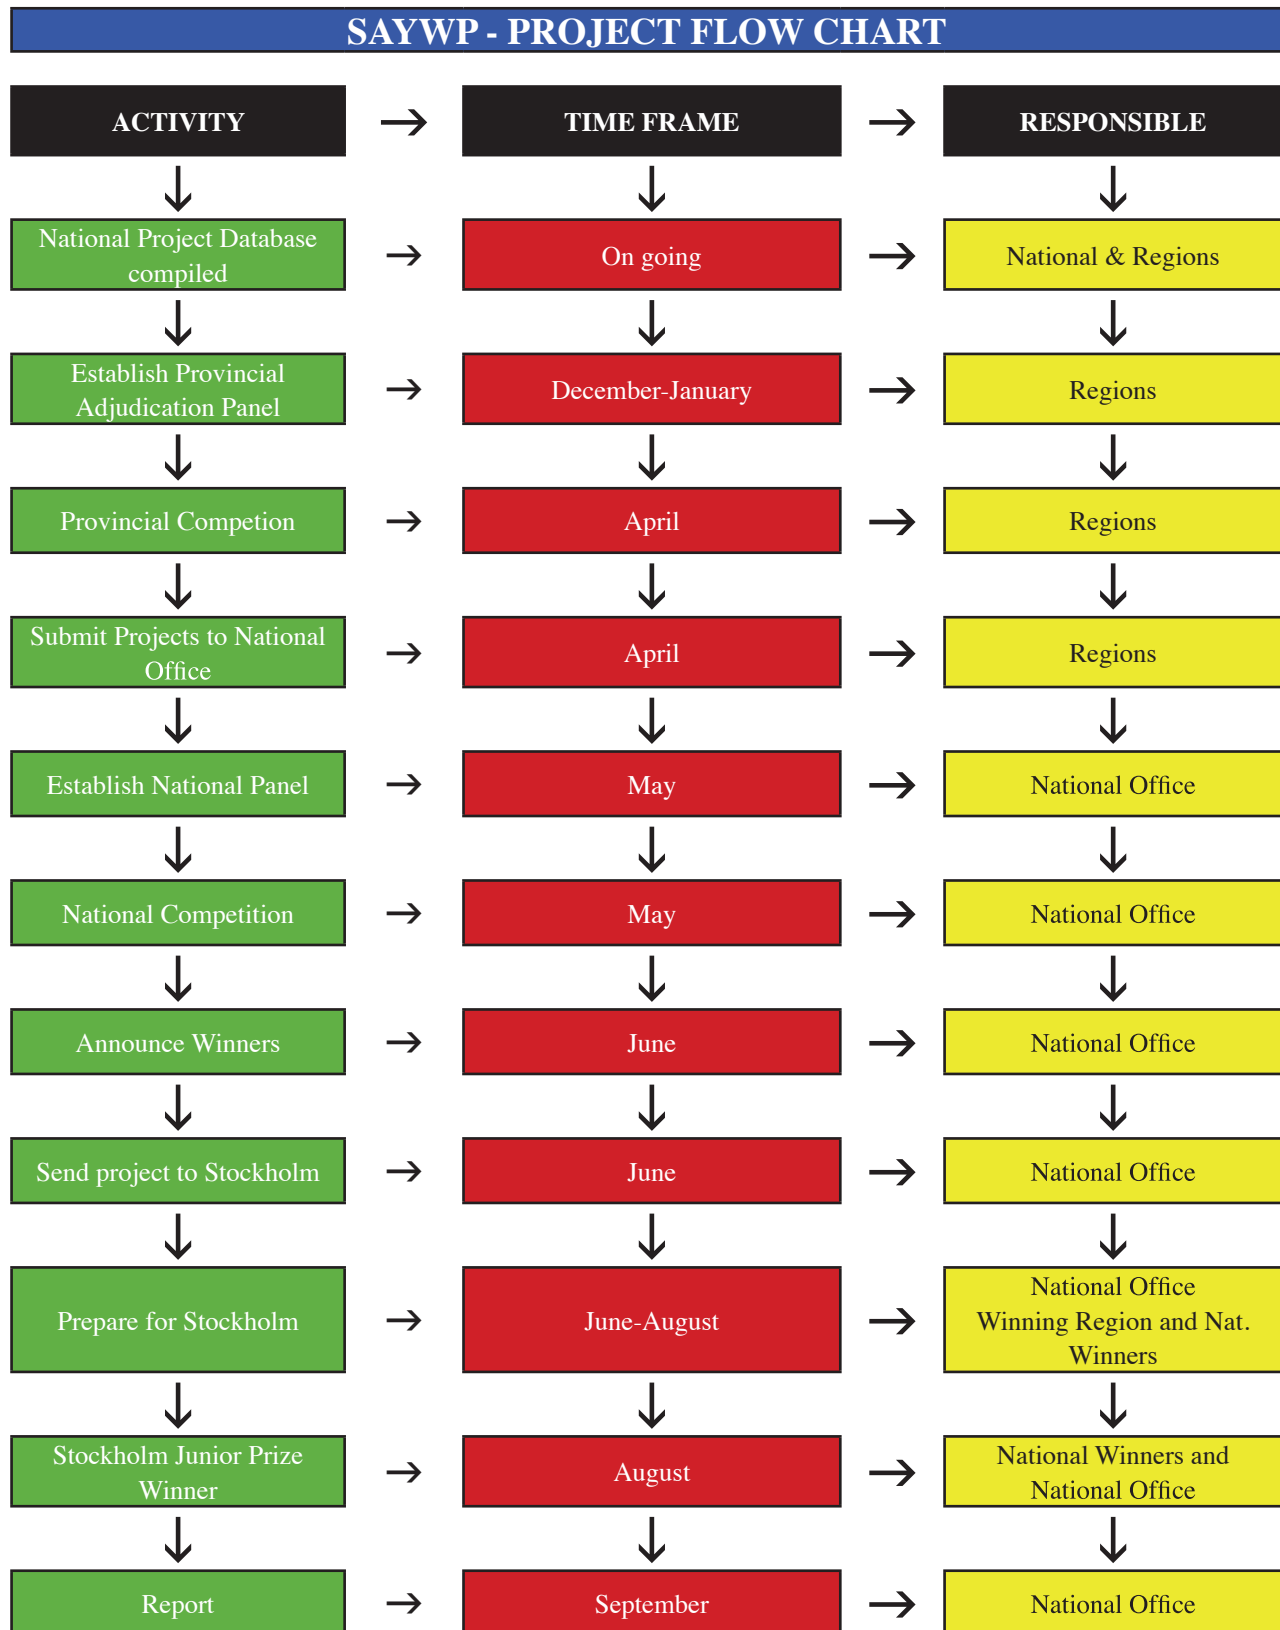 SAYWP - PROJECT FLOW CHART
ACTIVITY → TIME FRAME → RESPONSIBLE
National Project Database
compiled
On going
National & Regions
Establish Provincial
Adjudication Panel
December-January
Regions
Provincial Competion
April
Regions
Submit Projects to National
Office
April
Regions
Establish National Panel
May
National Office
National Competition
May
National Office
Announce Winners
June
National Office
Send project to Stockholm
June
National Office
Prepare for Stockholm
June-August
National Office
Winning Region and Nat.
Winners
Stockholm Junior Prize
Winner
August
National Winners and
National Office
Report
September
National Office